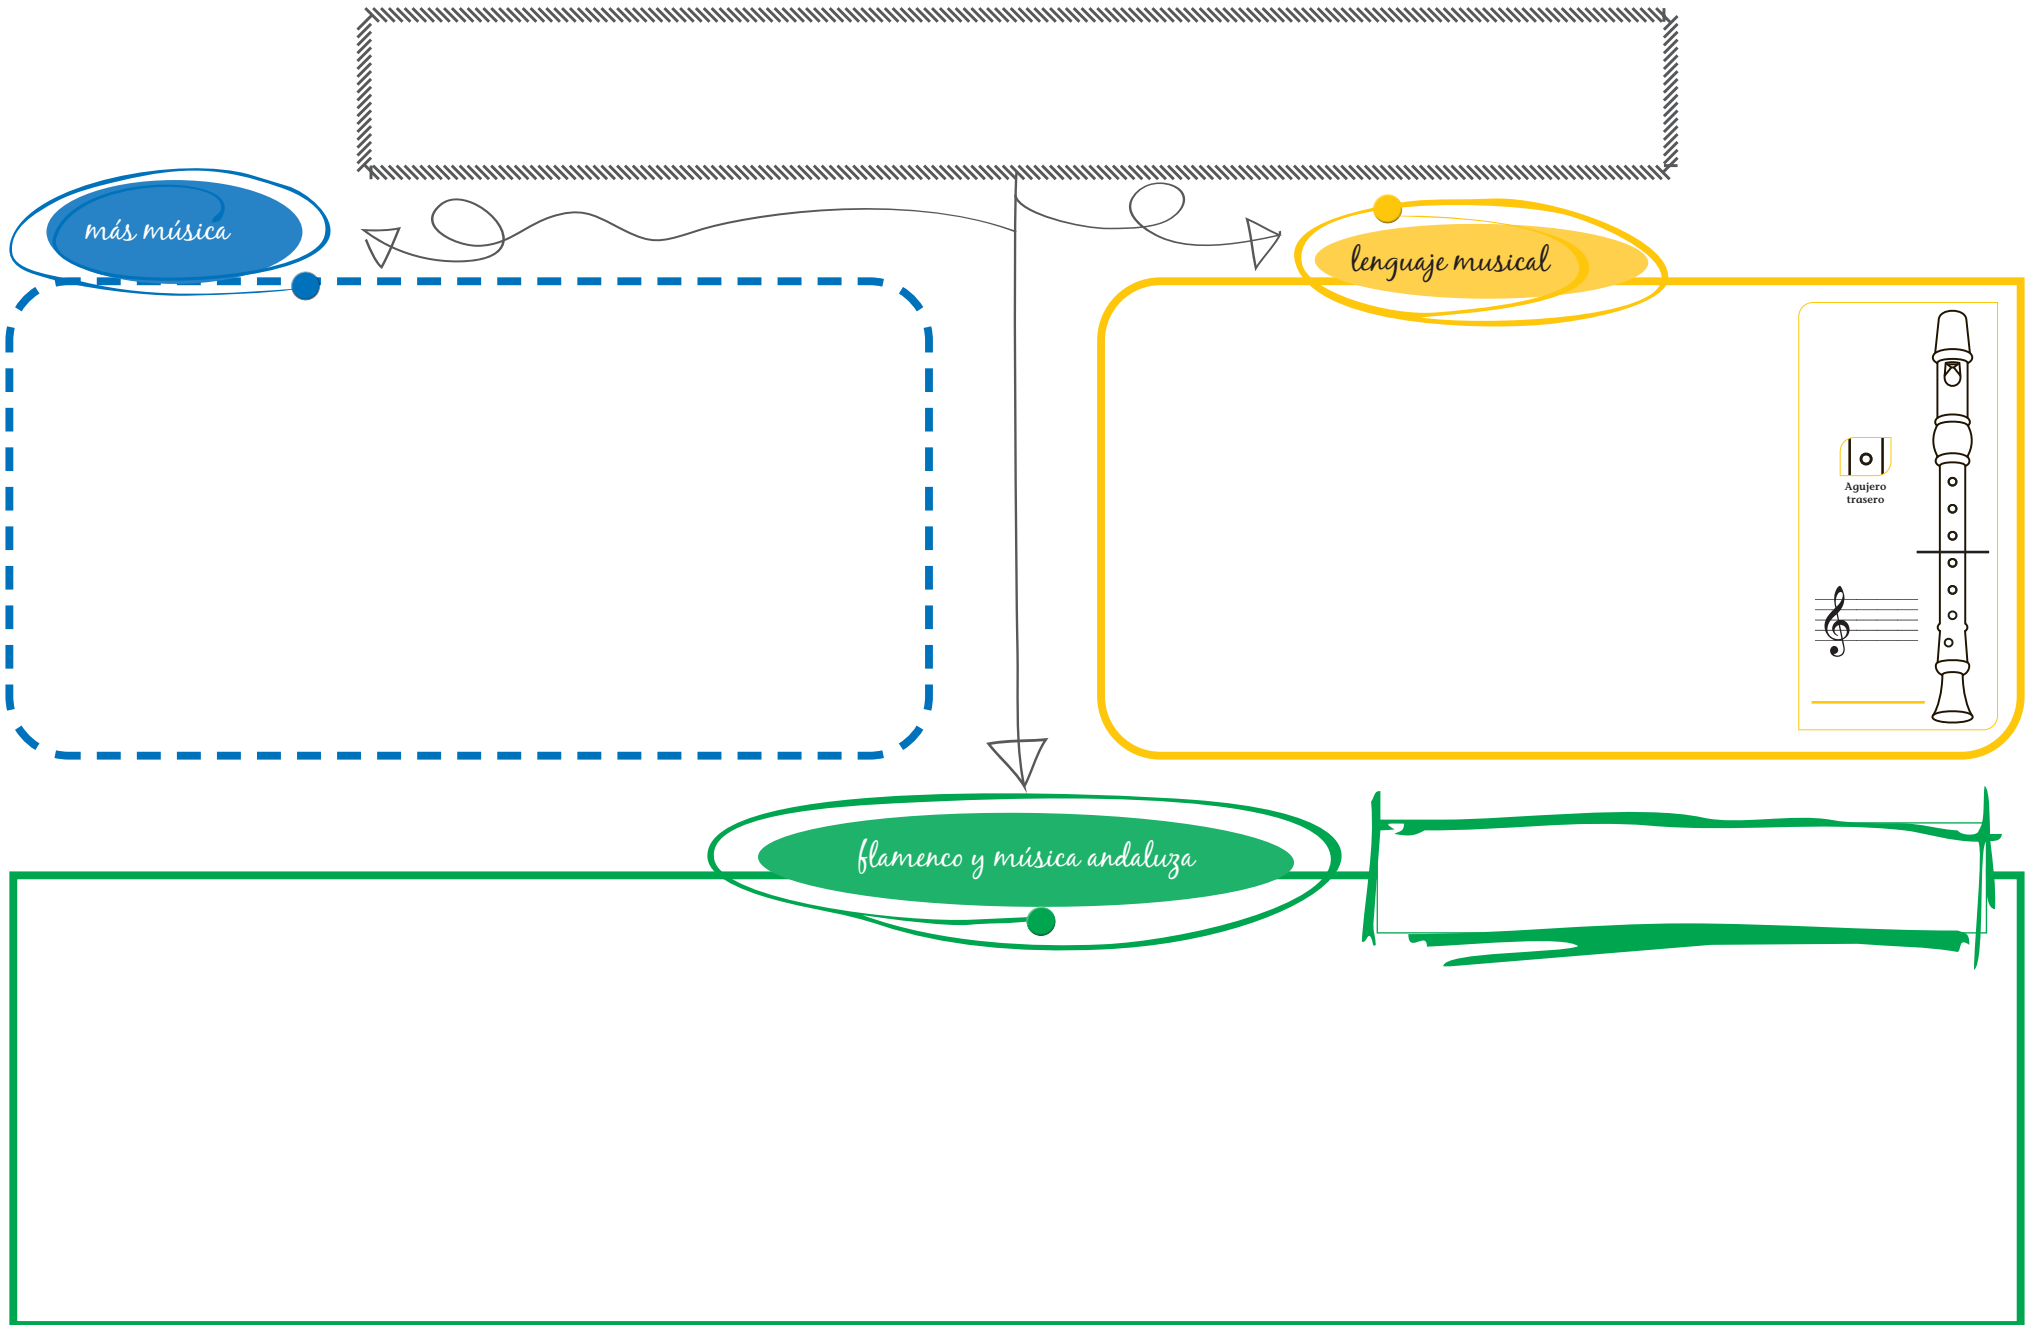 más música
lenguaje musical
Agujero
trasero
flamenco y música andaluza